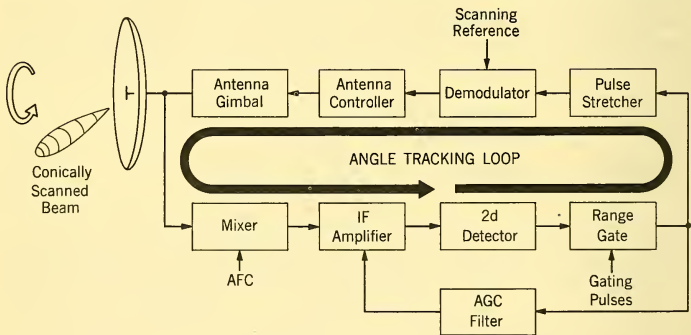 Scanning
Reference
Antenna
Gimbal
Antenna
Controller
Demodulator
Pulse
Stretcher
ANGLE TRACKING LOOP
Conically
Scanned
Beam
Mixer
IF
Amplifier
2d
Detector
Range
Gate
AFC
Gating
Pulses
AGC
Filter